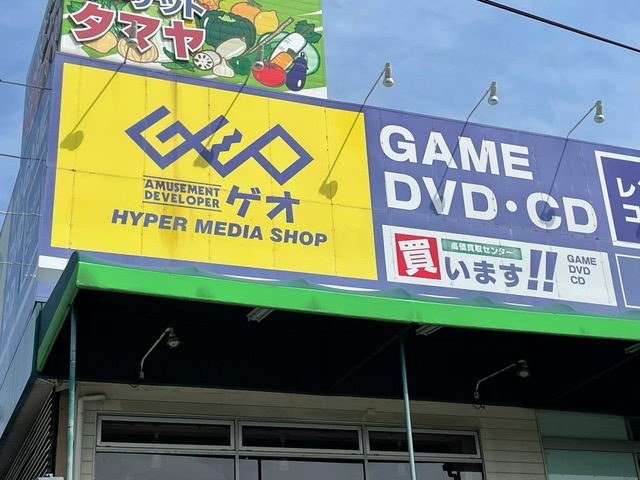 タマヤ
GEO
AMUSEMENT
DEVELOPER ゲオ
HYPER MEDIA SHOP
GAME
DVD・CD
高価買取センター
買います!!
GAME
DVD
CD